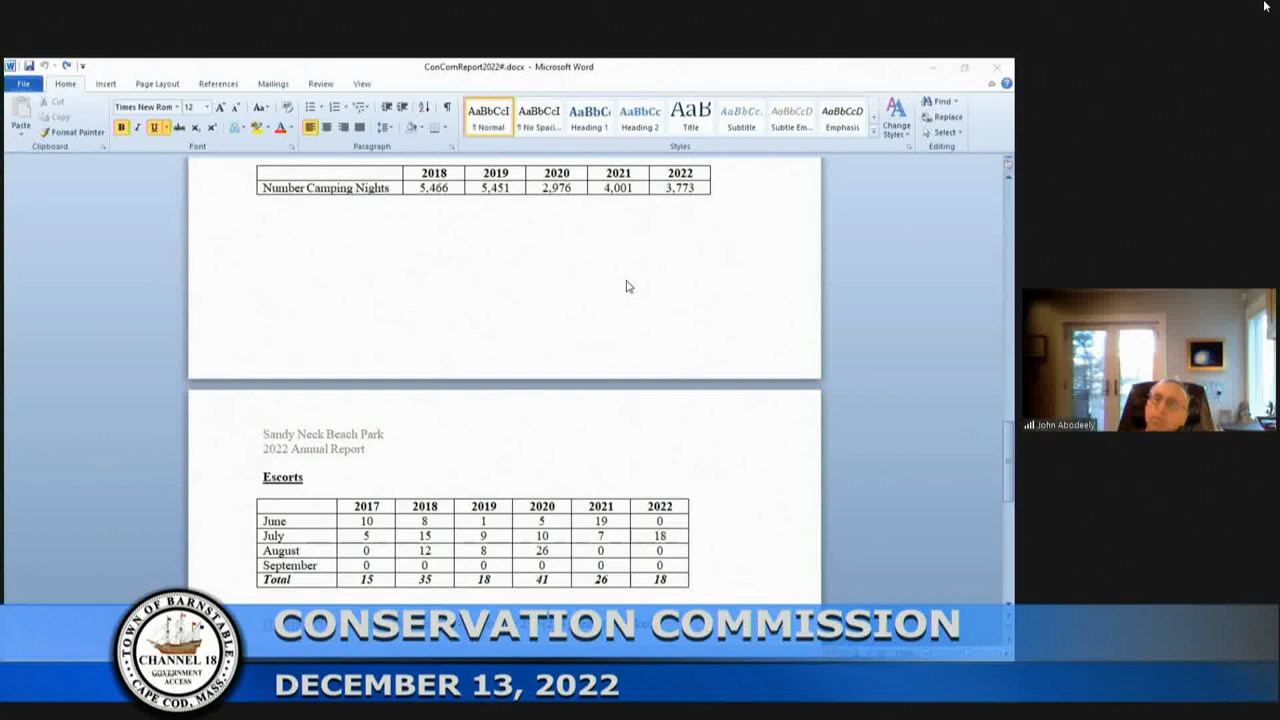 ConComReport2022#.docx - Microsoft Word
File Home Insert Page Layout References Mailings Review View
Paste
Cut
Copy
Format Painter
Clipboard
Times New Rom 12
B I U abc
Font
Paragraph
AaBbCcI AaBbCcI AaBbC AaBbCc AaB AaBbCc. AaBbCcD AaBbCcD
¶ Normal ¶ No Spaci... Heading 1 Heading 2 Title Subtitle Subtle Em... Emphasis
Styles
Change
Styles
Find
Replace
Select
Editing
2018 2019 2020 2021 2022
Number Camping Nights 5,466 5,451 2,976 4,001 3,773
Sandy Neck Beach Park
2022 Annual Report
Escorts
2017 2018 2019 2020 2021 2022
June 10 8 1 5 19 0
July 5 15 9 10 7 18
August 0 12 8 26 0 0
September 0 0 0 0 0 0
Total 15 35 18 41 26 18
John Abodeely
TOWN OF BARNSTABLE
CHANNEL 18
GOVERNMENT
ACCESS
CAPE COD, MASS.
CONSERVATION COMMISSION
DECEMBER 13, 2022